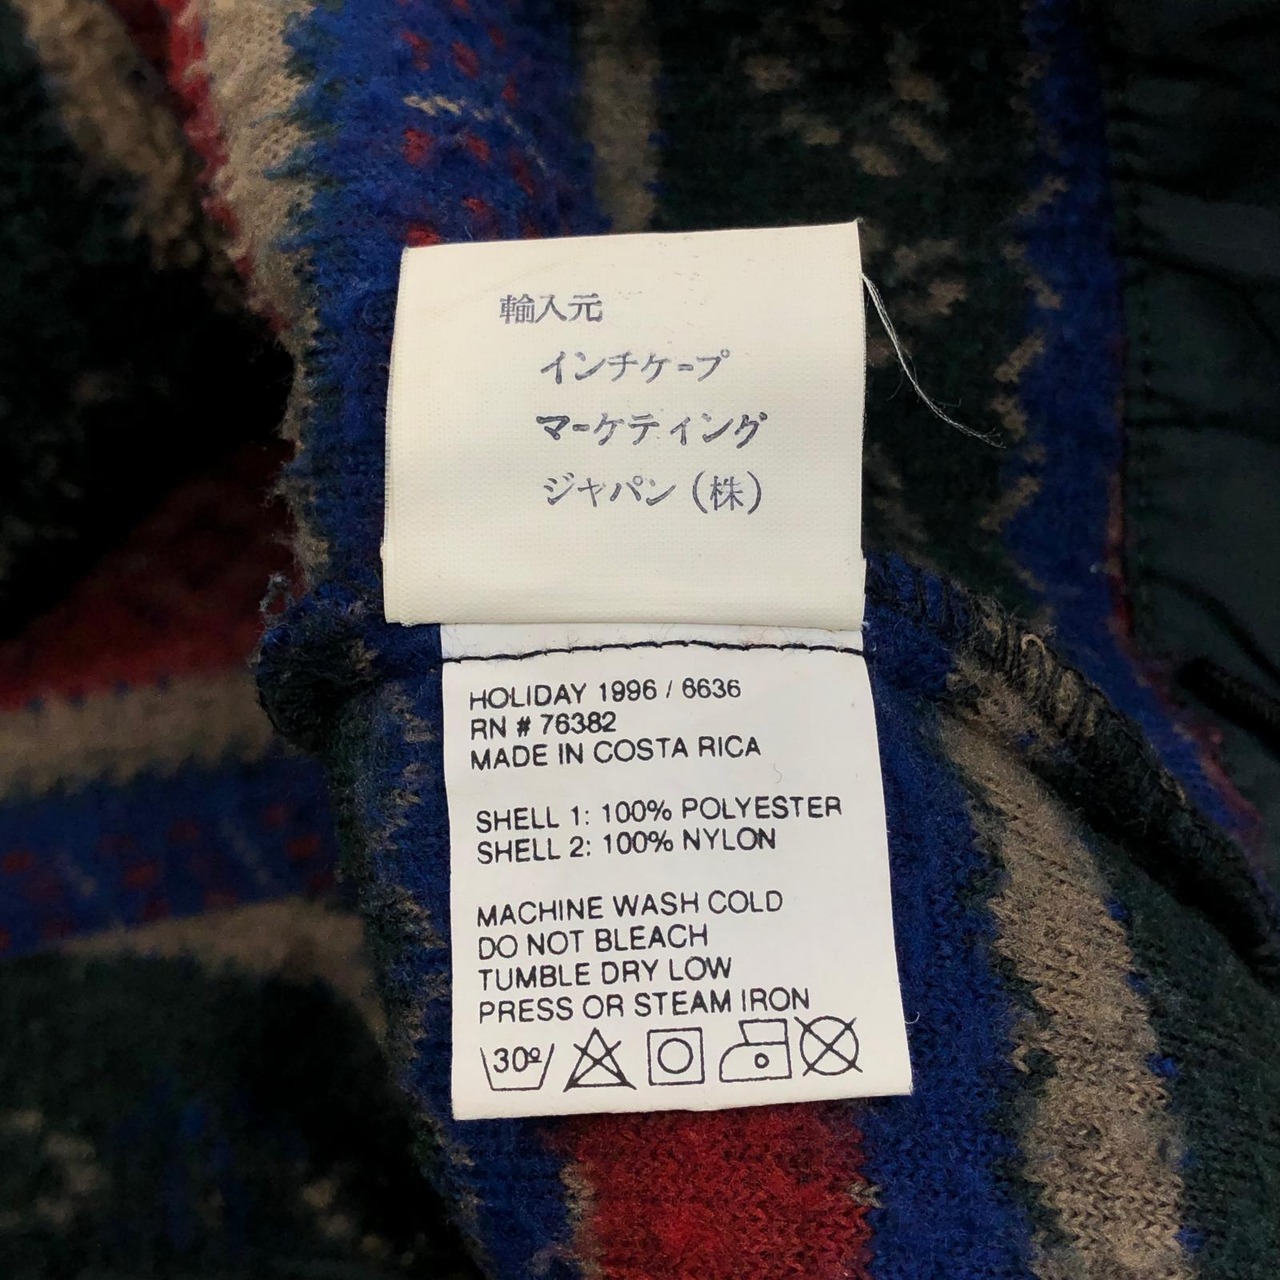 輸入元
インチケープ
マーケティング
ジャパン(株)
HOLIDAY 1996 / 6636
RN # 76382
MADE IN COSTA RICA
SHELL 1: 100% POLYESTER
SHELL 2: 100% NYLON
MACHINE WASH COLD
DO NOT BLEACH
TUMBLE DRY LOW
PRESS OR STEAM IRON
30º